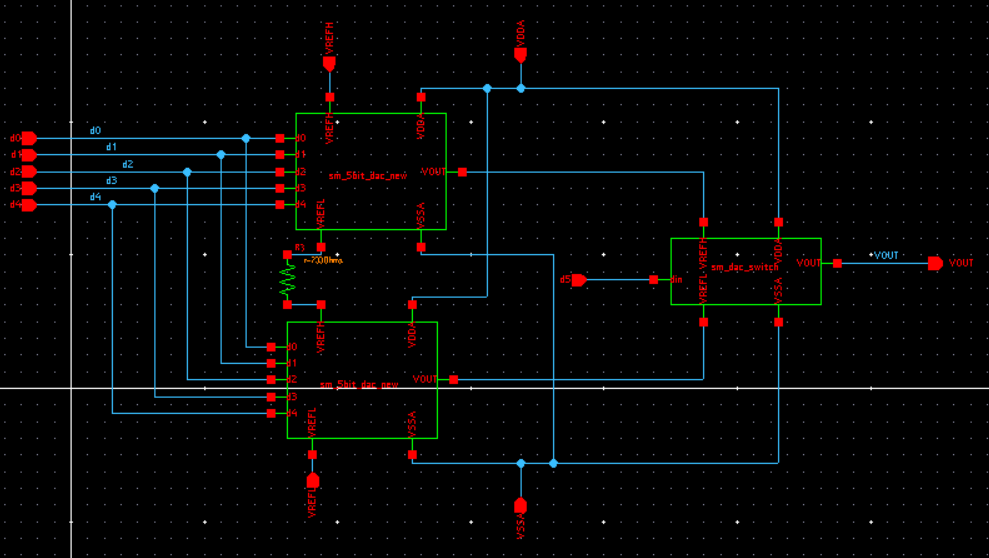 VREFH
VDDA
d0
d0
d1
d1
d2
d2
d3
d3
d4
d4
VREFH
VDDA
d0
d1
d2
d3
d4
sm_5bit_dac_new
VOUT
VREFL
VSSA
VREFH
VDDA
sm_dac_switch
VOUT
VOUT
VOUT
d5
din
VREFL
VSSA
VREFH
VDDA
d0
d1
d2
d3
d4
sm_5bit_dac_new
VOUT
VREFL
VSSA
VREFL
VSSA